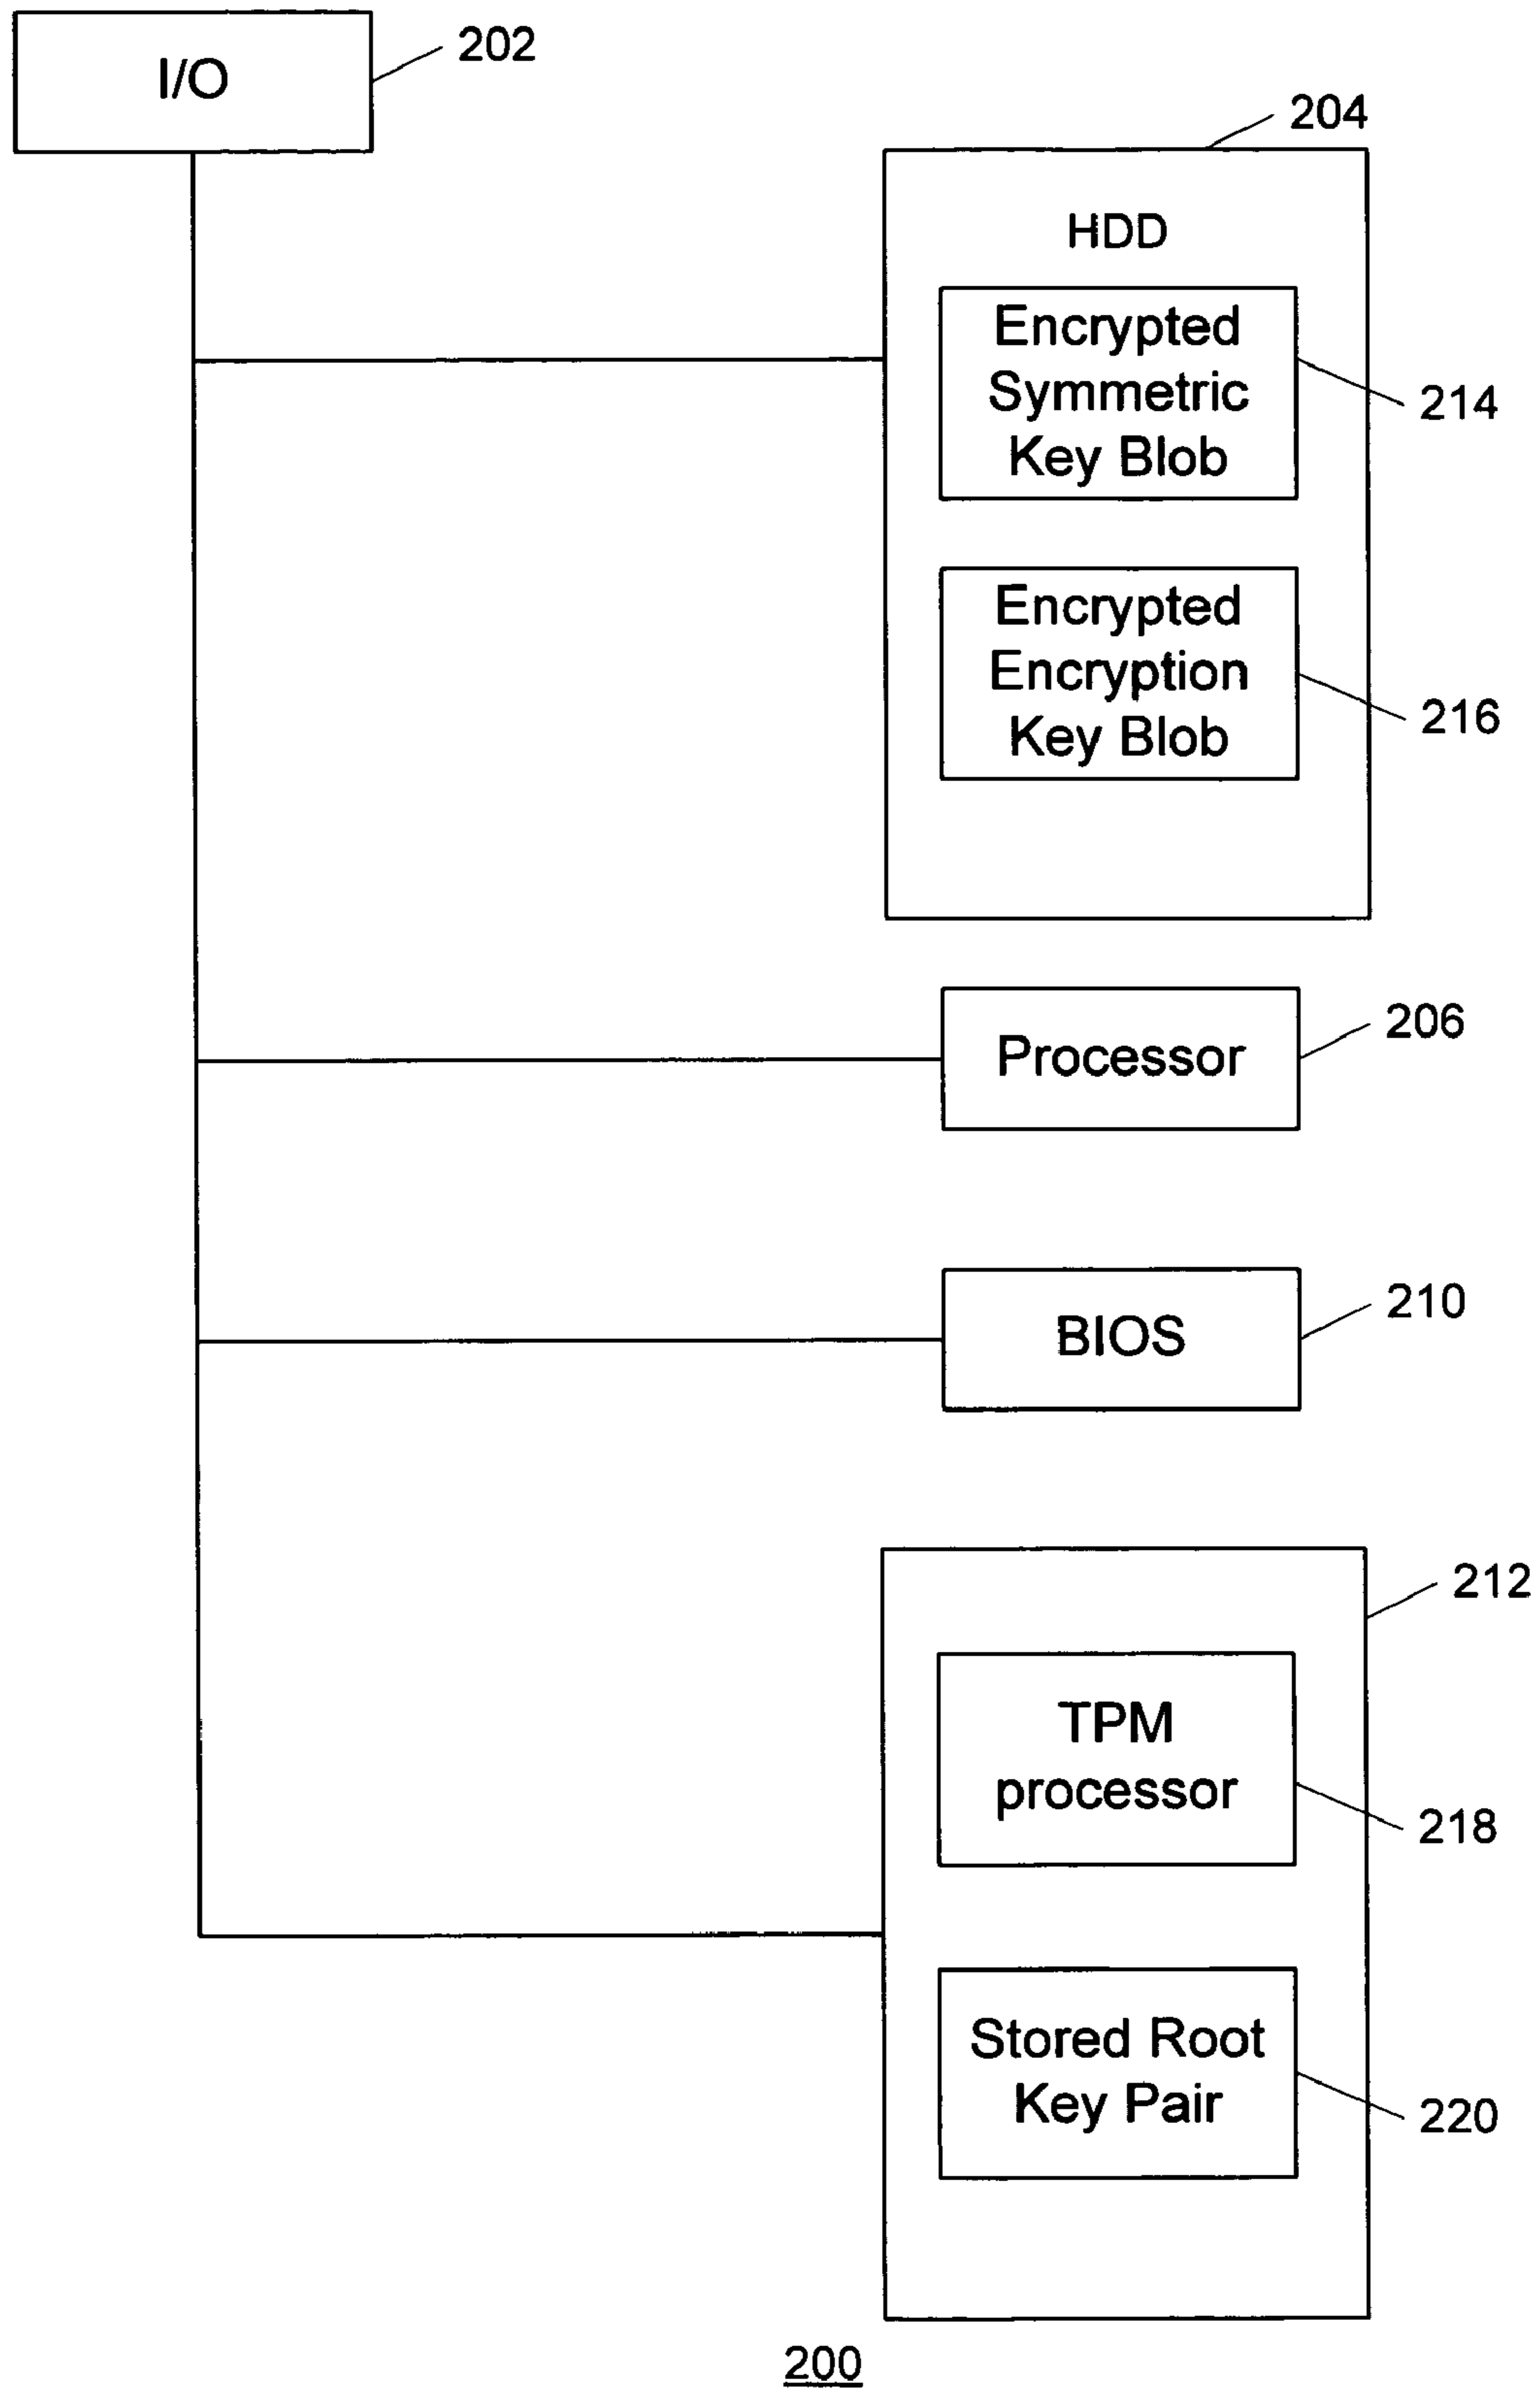 I/O
202
204
HDD
Encrypted
Symmetric
Key Blob
214
Encrypted
Encryption
Key Blob
216
Processor
206
BIOS
210
212
TPM
processor
218
Stored Root
Key Pair
220
200